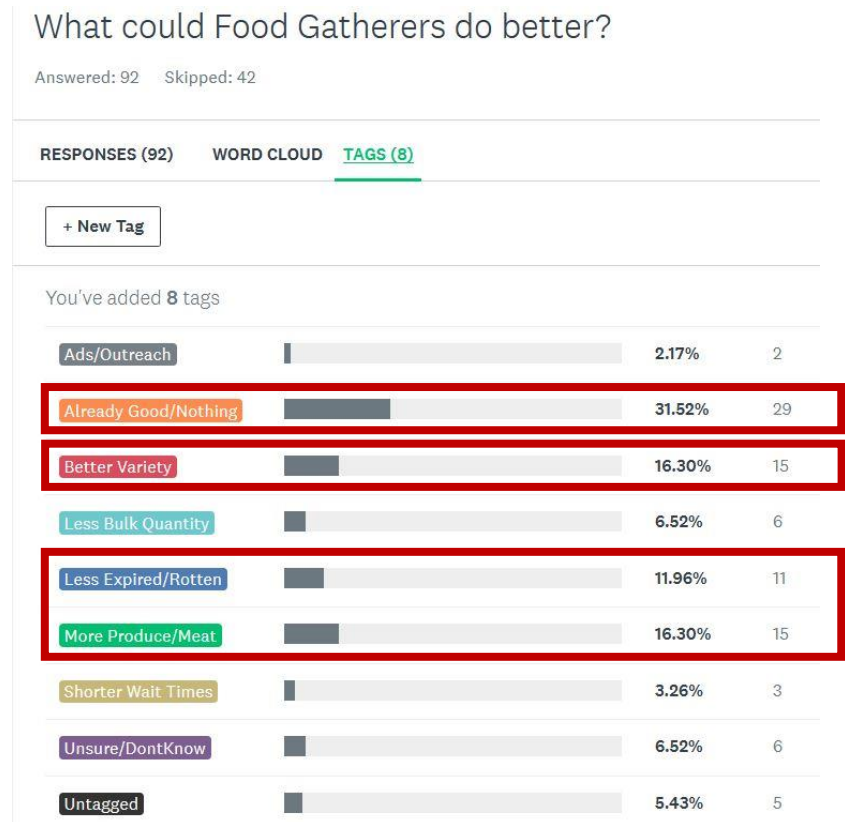 What could Food Gatherers do better?
Answered: 92 Skipped: 42
RESPONSES (92) WORD CLOUD TAGS (8)
+ New Tag
You've added 8 tags
Ads/Outreach 2.17% 2
Already Good/Nothing 31.52% 29
Better Variety 16.30% 15
Less Bulk Quantity 6.52% 6
Less Expired/Rotten 11.96% 11
More Produce/Meat 16.30% 15
Shorter Wait Times 3.26% 3
Unsure/DontKnow 6.52% 6
Untagged 5.43% 5